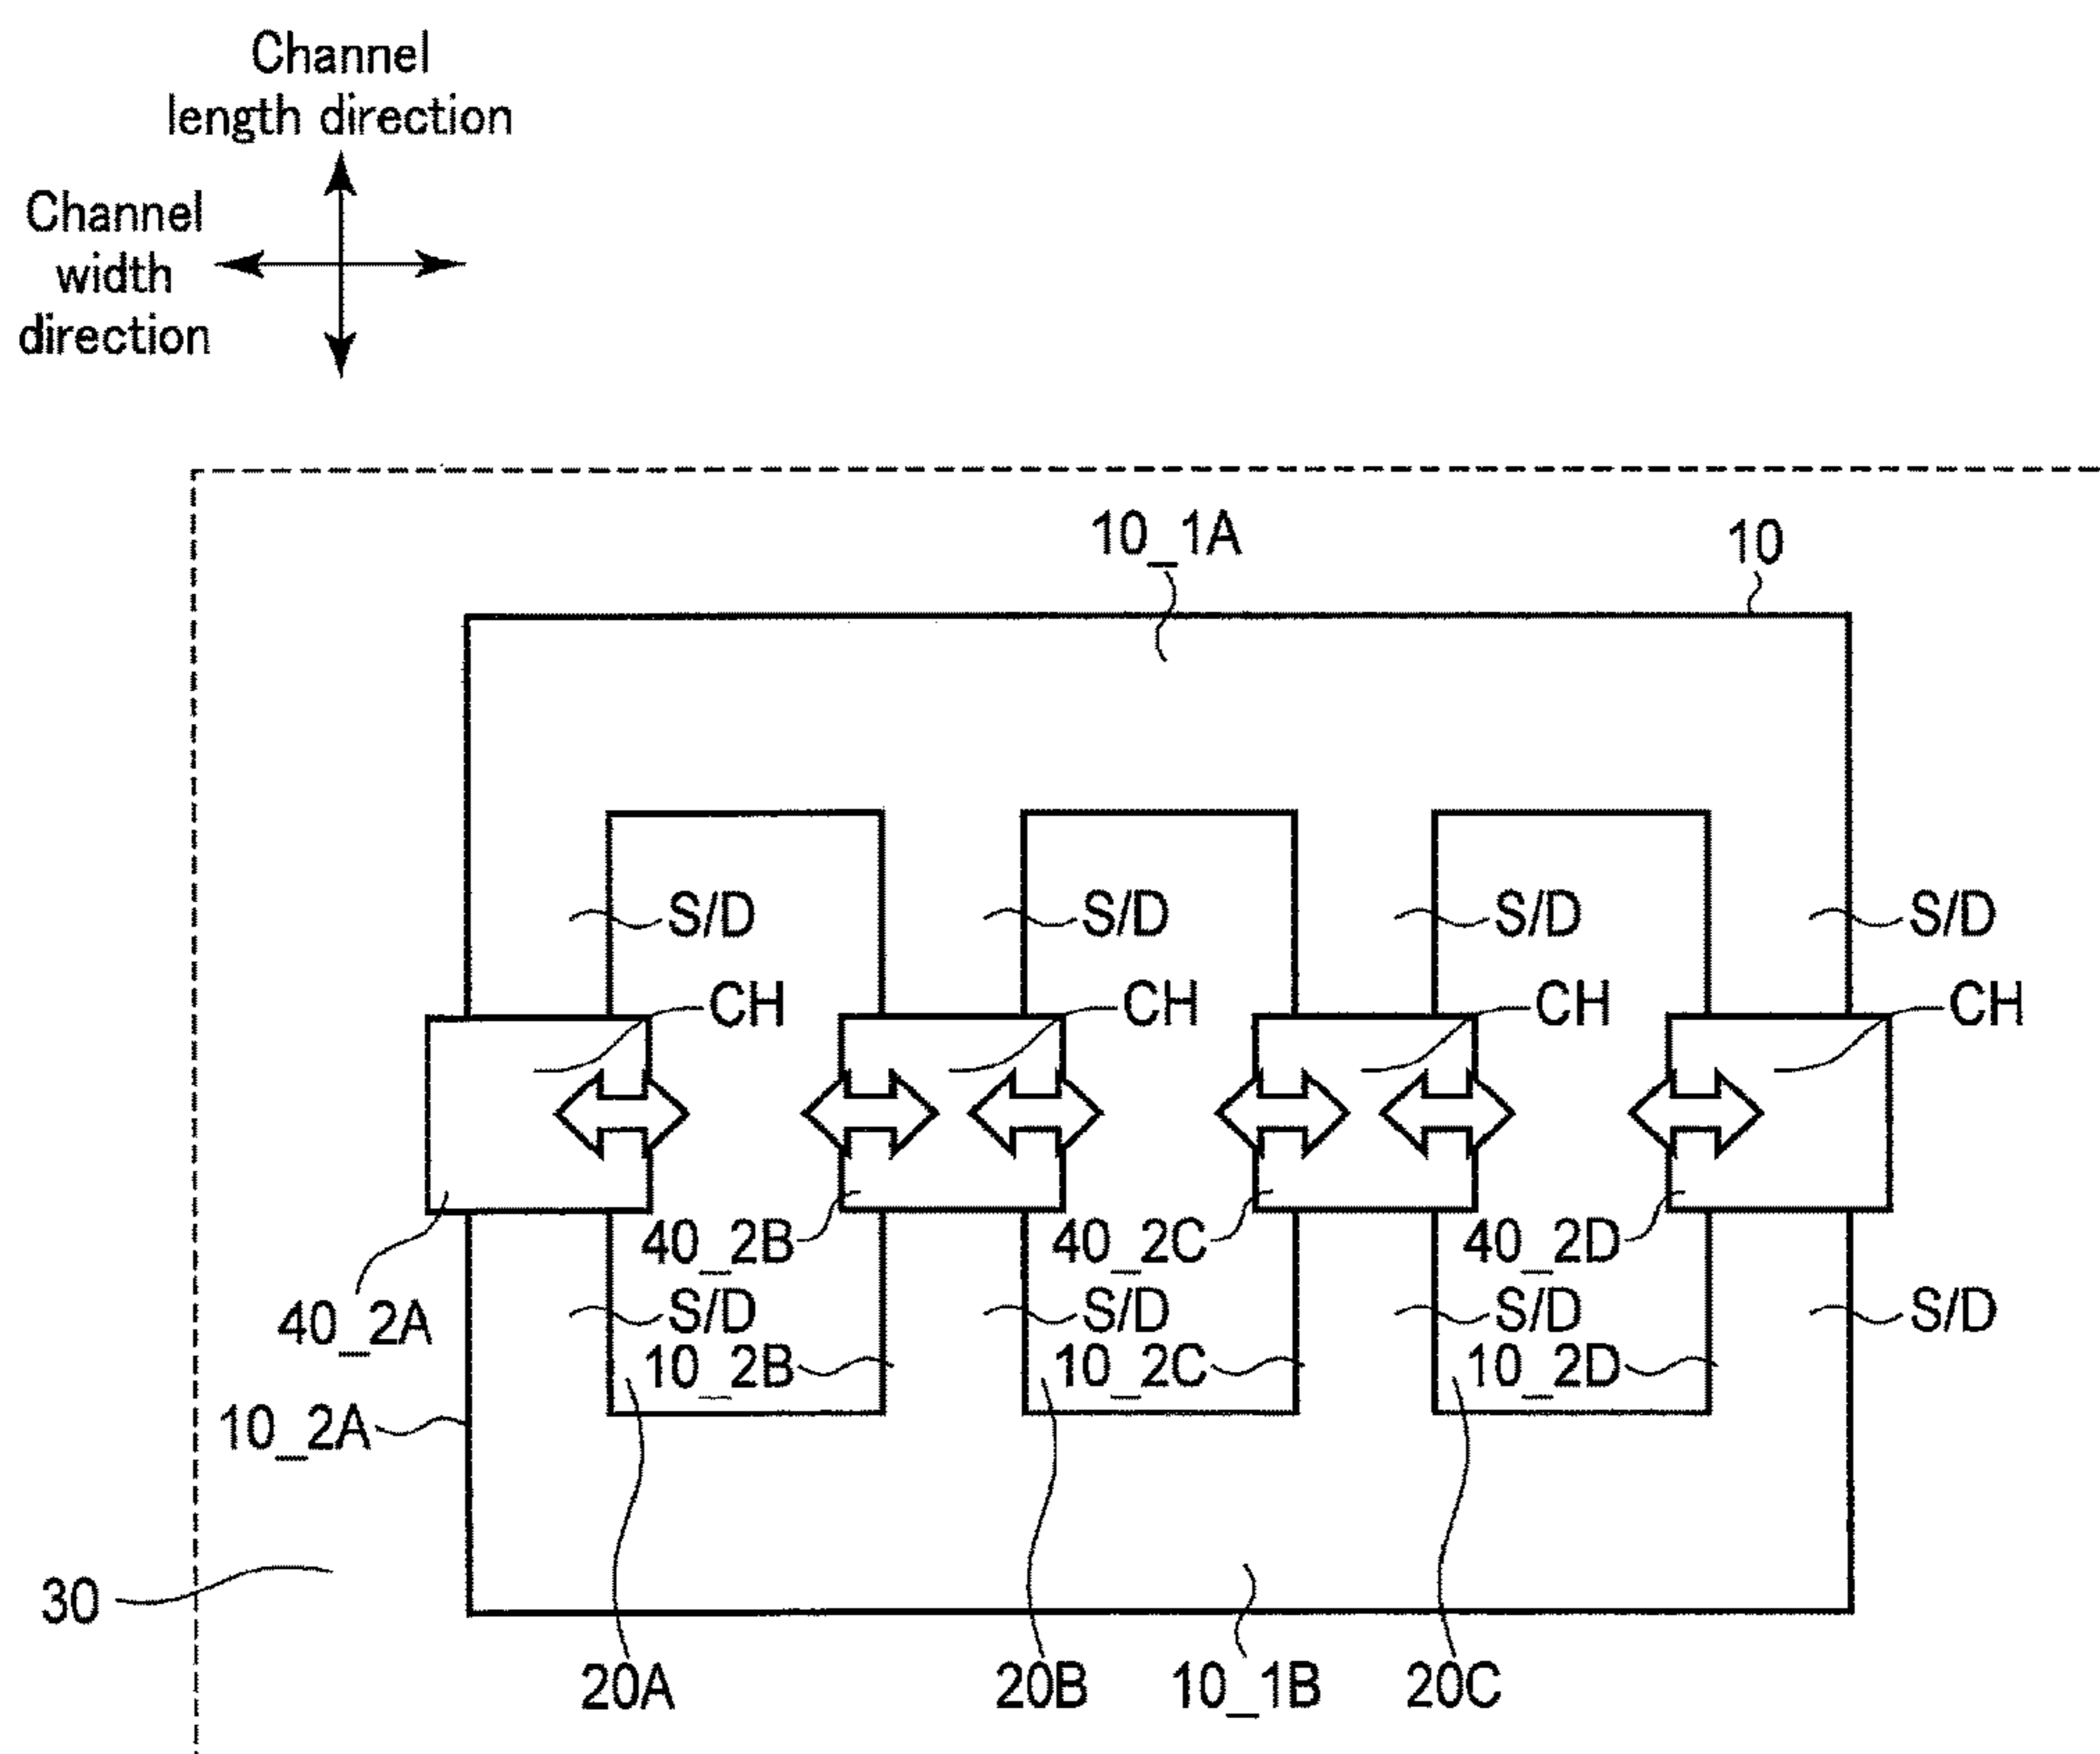 Channel
length direction
Channel
width
direction
10_1A
10
S/D
S/D
S/D
S/D
CH
CH
CH
CH
40_2B
40_2C
40_2D
40_2A
S/D
S/D
S/D
S/D
10_2B
10_2C
10_2D
10_2A
30
20A
20B
10_1B
20C